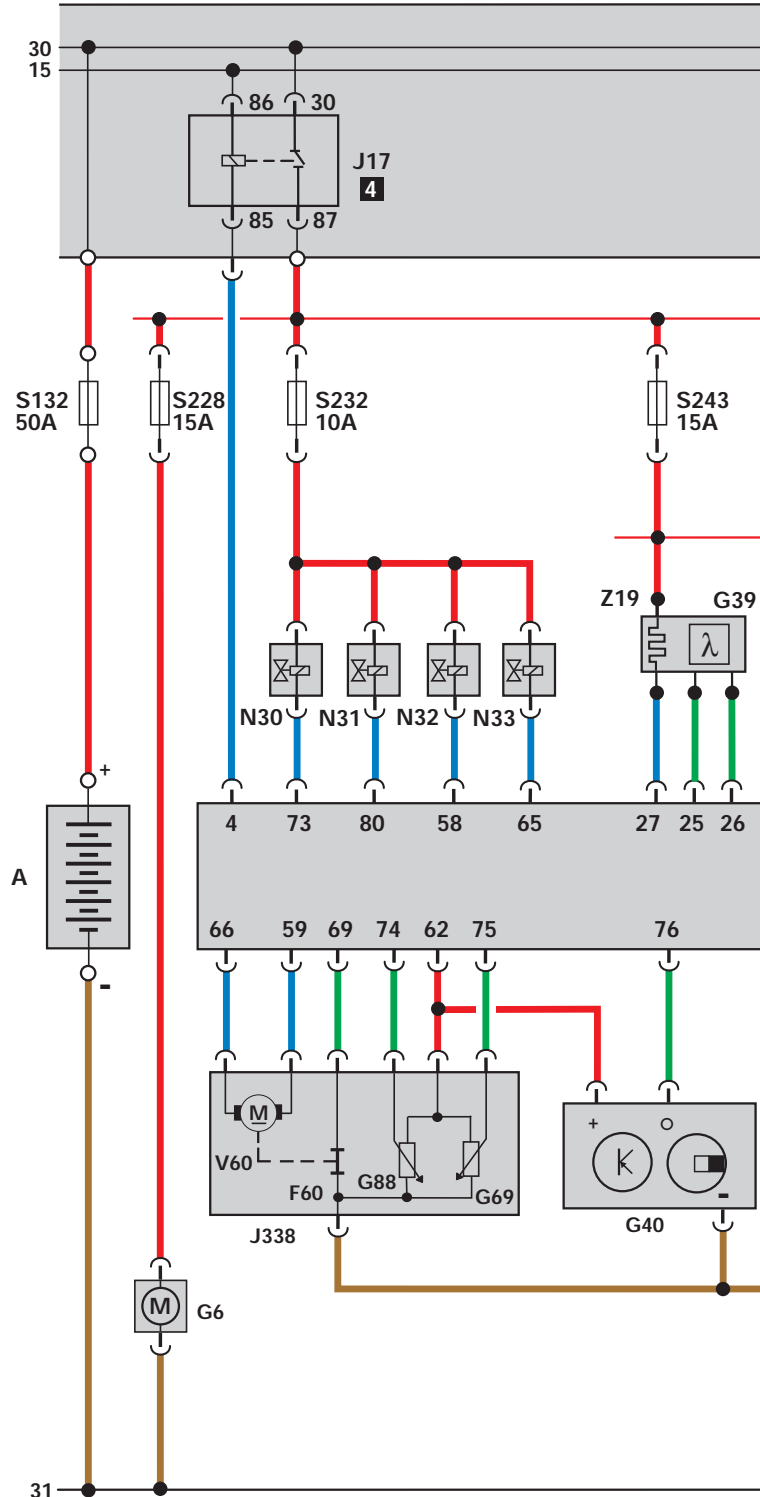 30
15
86 30
J17
4
85 87
S132
50A
S228
15A
S232
10A
S243
15A
Z19 G39
λ
N30 N31 N32 N33
+
4 73 80 58 65 27 25 26
A
66 59 69 74 62 75 76
-
M
V60
F60
G88
G69
J338
+
-
G40
M
G6
31